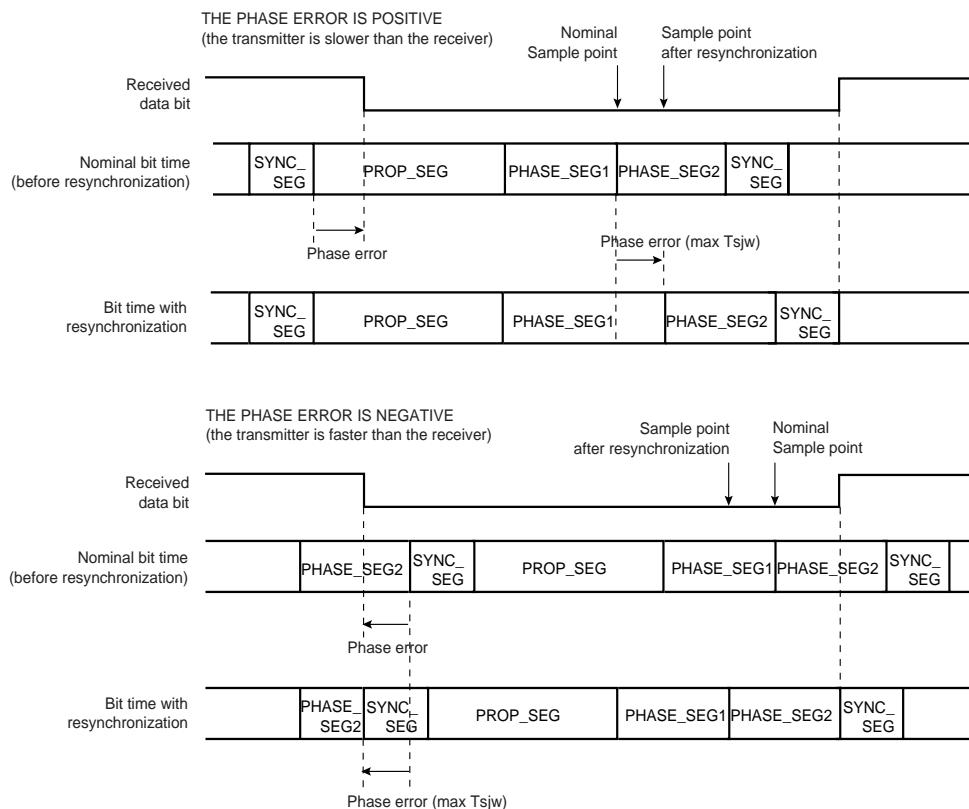 THE PHASE ERROR IS POSITIVE
(the transmitter is slower than the receiver)
Nominal
Sample point
Sample point
after resynchronization
Received
data bit
Nominal bit time
(before resynchronization)
SYNC_
SEG
PROP_SEG
PHASE_SEG1
PHASE_SEG2
SYNC_
SEG
Phase error
Phase error (max Tsjw)
Bit time with
resynchronization
SYNC_
SEG
PROP_SEG
PHASE_SEG1
PHASE_SEG2
SYNC_
SEG
THE PHASE ERROR IS NEGATIVE
(the transmitter is faster than the receiver)
Sample point
after resynchronization
Nominal
Sample point
Received
data bit
Nominal bit time
(before resynchronization)
PHASE_SEG2
SYNC_
SEG
PROP_SEG
PHASE_SEG1
PHASE_SEG2
SYNC_
SEG
Phase error
Bit time with
resynchronization
PHASE_
SEG2
SYNC_
SEG
PROP_SEG
PHASE_SEG1
PHASE_SEG2
SYNC_
SEG
Phase error (max Tsjw)